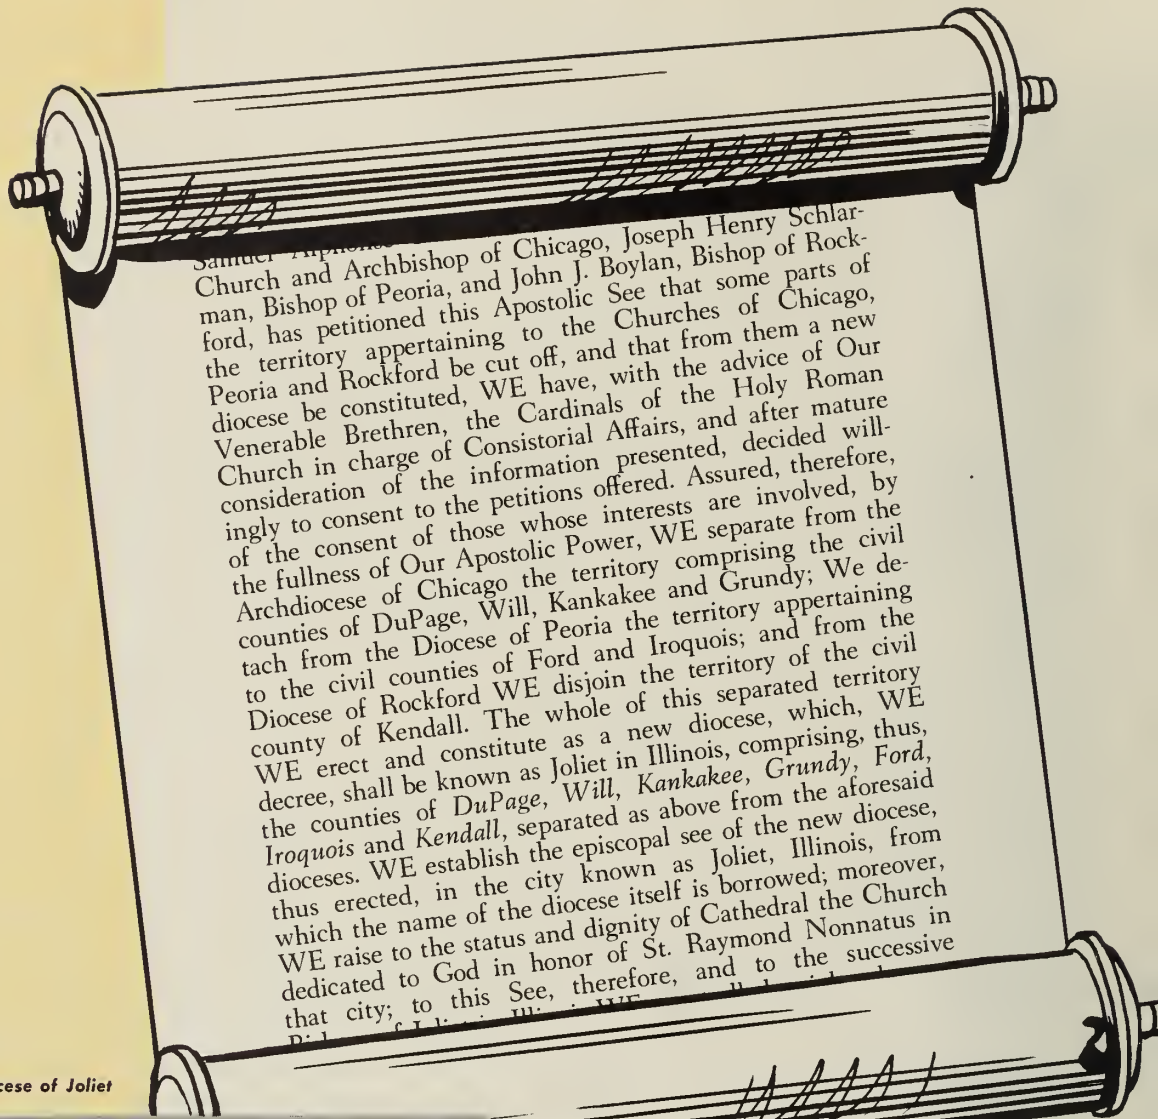 Samuel Alphonse
Church and Archbishop of Chicago, Joseph Henry Schlar-
man, Bishop of Peoria, and John J. Boylan, Bishop of Rock-
ford, has petitioned this Apostolic See that some parts of
the territory appertaining to the Churches of Chicago,
Peoria and Rockford be cut off, and that from them a new
diocese be constituted, WE have, with the advice of Our
Venerable Brethren, the Cardinals of the Holy Roman
Church in charge of Consistorial Affairs, and after mature
consideration of the information presented, decided will-
ingly to consent to the petitions offered. Assured, therefore,
of the consent of those whose interests are involved, by
the fullness of Our Apostolic Power, WE separate from the
Archdiocese of Chicago the territory comprising the civil
counties of DuPage, Will, Kankakee and Grundy; We de-
tach from the Diocese of Peoria the territory appertaining
to the civil counties of Ford and Iroquois; and from the
Diocese of Rockford WE disjoin the territory of the civil
county of Kendall. The whole of this separated territory
WE erect and constitute as a new diocese, which, WE
decree, shall be known as Joliet in Illinois, comprising, thus,
the counties of DuPage, Will, Kankakee, Grundy, Ford,
Iroquois and Kendall, separated as above from the aforesaid
dioceses. WE establish the episcopal see of the new diocese,
thus erected, in the city known as Joliet, Illinois, from
which the name of the diocese itself is borrowed; moreover,
WE raise to the status and dignity of Cathedral the Church
dedicated to God in honor of St. Raymond Nonnatus in
that city; to this See, therefore, and to the successive
cese of Joliet